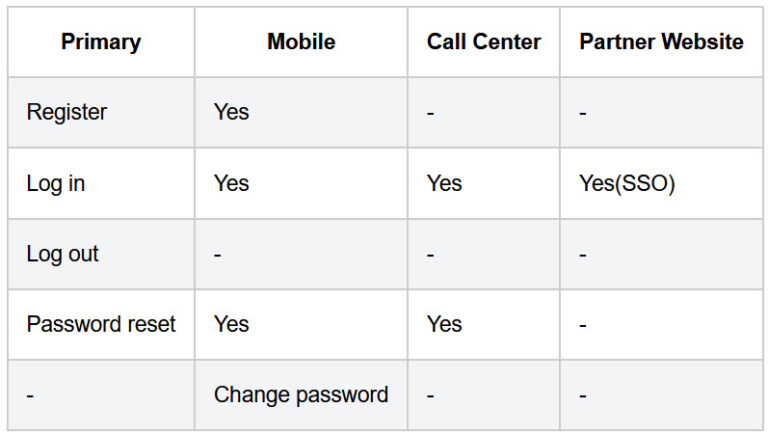 Primary Mobile Call Center Partner Website
Register Yes - -
Log in Yes Yes Yes(SSO)
Log out - - -
Password reset Yes Yes -
- Change password - -